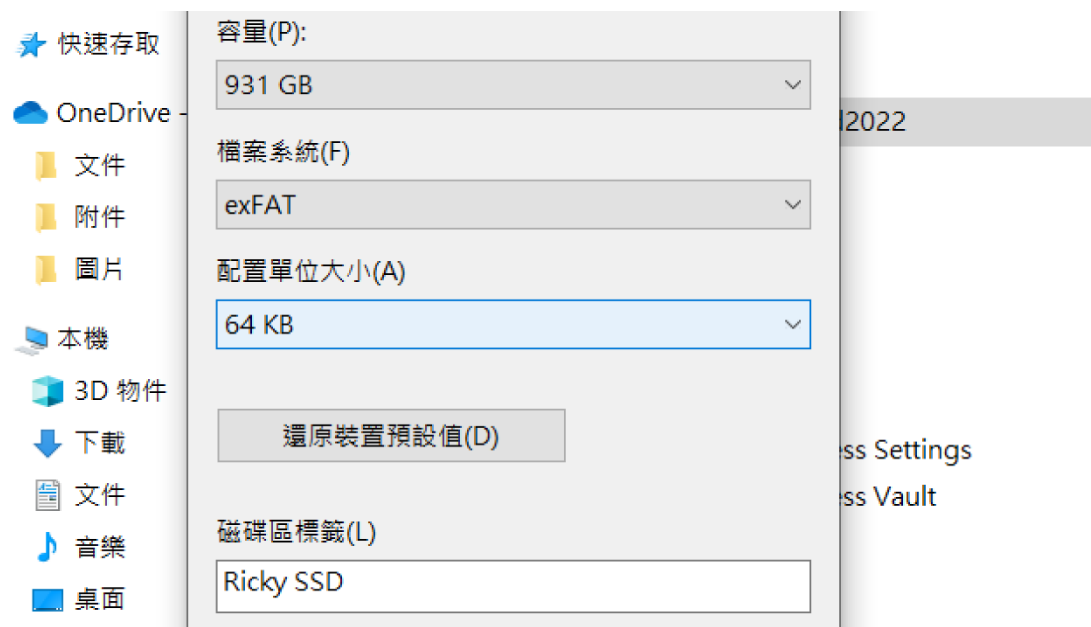 快速存取
OneDrive -
文件
附件
圖片
本機
3D 物件
下載
文件
音樂
桌面
容量(P):
931 GB
檔案系統(F)
exFAT
配置單位大小(A)
64 KB
還原裝置預設值(D)
磁碟區標籤(L)
Ricky SSD
2022
ess Settings
ess Vault